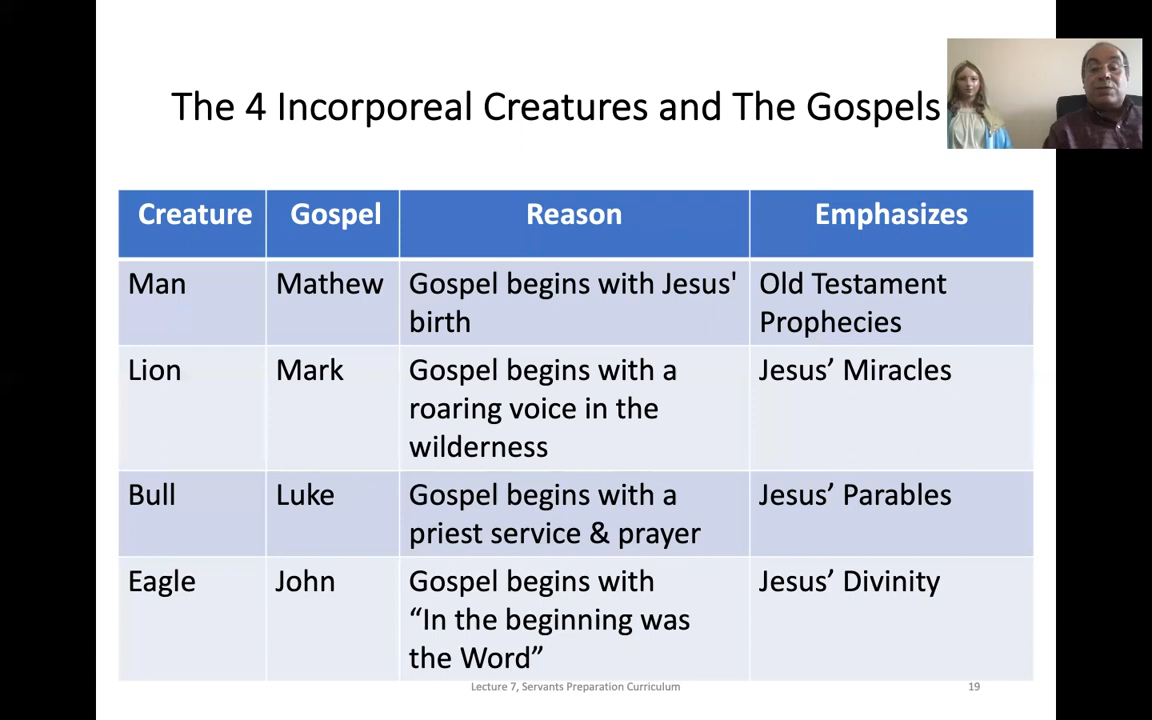 The 4 Incorporeal Creatures and The Gospels
Creature Gospel Reason Emphasizes
Man Mathew Gospel begins with Jesus' Old Testament
birth Prophecies
Lion Mark Gospel begins with a Jesus’ Miracles
roaring voice in the
wilderness
Bull Luke Gospel begins with a Jesus’ Parables
priest service & prayer
Eagle John Gospel begins with Jesus’ Divinity
“In the beginning was
the Word”
Lecture 7, Servants Preparation Curriculum 19